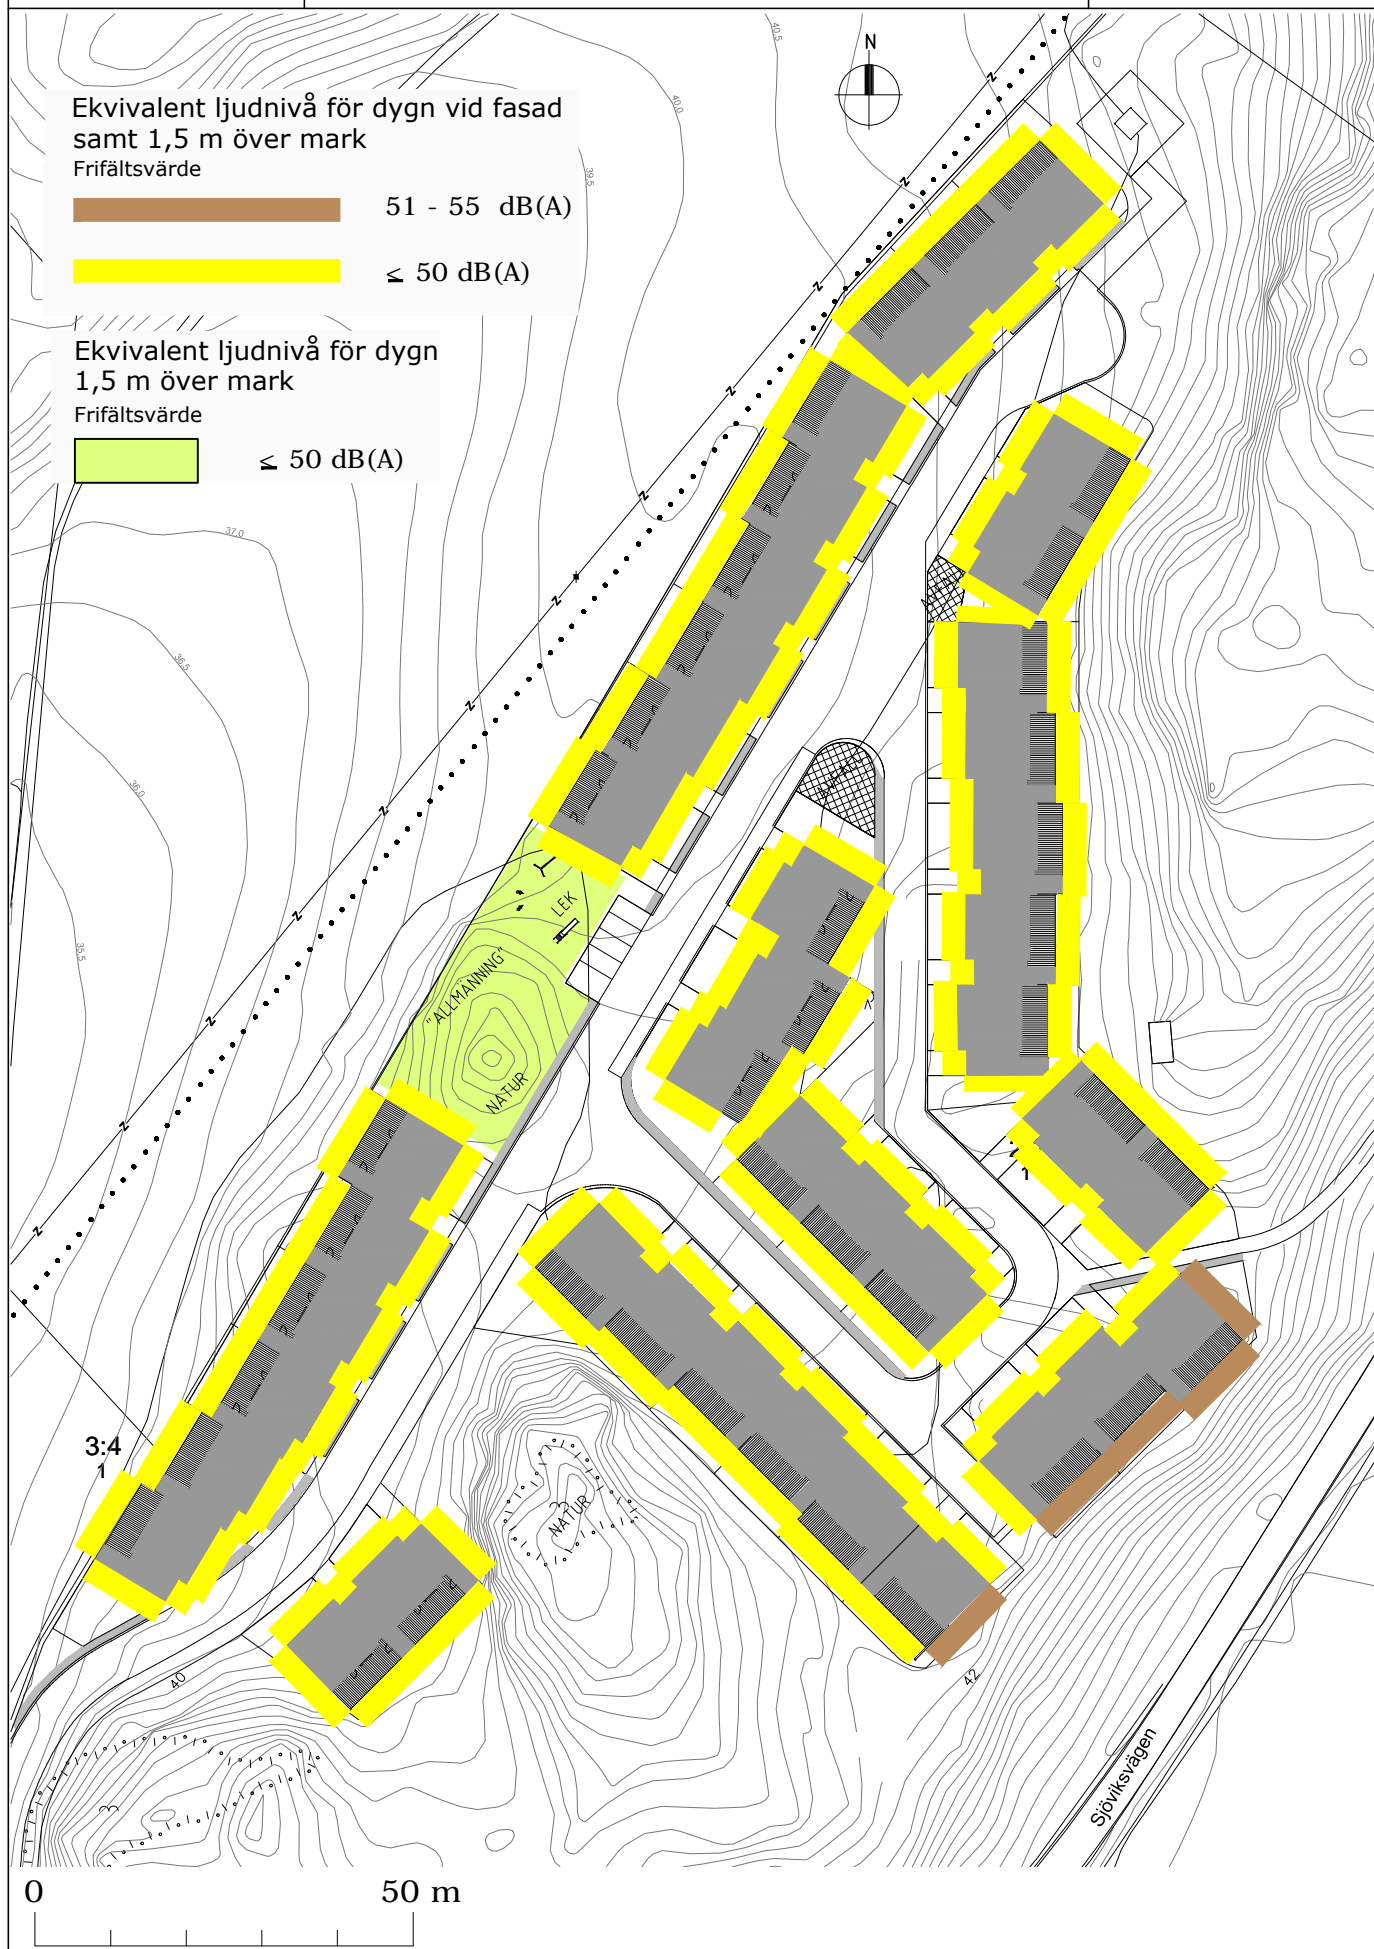 N
Ekvivalent ljudnivå för dygn vid fasad
samt 1,5 m över mark
Frifältsvärde
51 - 55 dB(A)
≤ 50 dB(A)
Ekvivalent ljudnivå för dygn
1,5 m över mark
Frifältsvärde
≤ 50 dB(A)
40,5
40,0
39,5
37,0
36,5
36,0
35,5
LEK
"ALLMÄNNING"
NATUR
1
3:4
1
NATUR
40
42
Sjöviksvägen
0
50 m